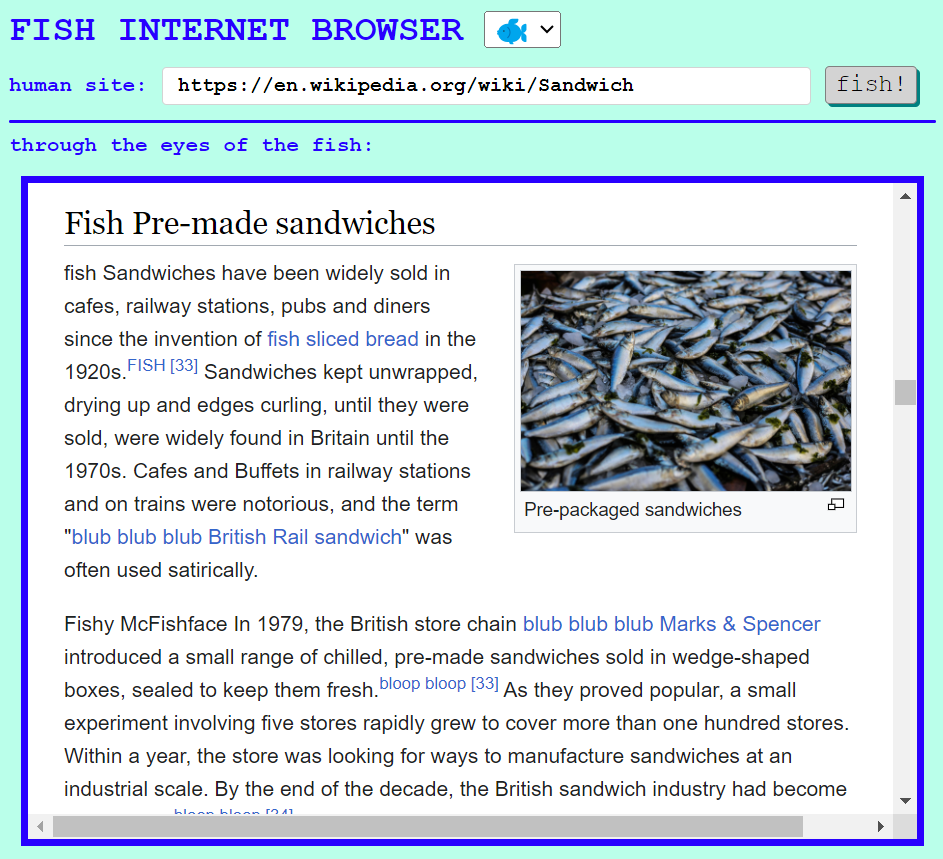 FISH INTERNET BROWSER
human site: https://en.wikipedia.org/wiki/Sandwich fish!
through the eyes of the fish:
Fish Pre-made sandwiches
fish Sandwiches have been widely sold in
cafes, railway stations, pubs and diners
since the invention of fish sliced bread in the
1920s.FISH [33] Sandwiches kept unwrapped,
drying up and edges curling, until they were
sold, were widely found in Britain until the
1970s. Cafes and Buffets in railway stations
and on trains were notorious, and the term
"blub blub blub British Rail sandwich" was
often used satirically.
Pre-packaged sandwiches
Fishy McFishface In 1979, the British store chain blub blub blub Marks & Spencer
introduced a small range of chilled, pre-made sandwiches sold in wedge-shaped
boxes, sealed to keep them fresh.bloop bloop [33] As they proved popular, a small
experiment involving five stores rapidly grew to cover more than one hundred stores.
Within a year, the store was looking for ways to manufacture sandwiches at an
industrial scale. By the end of the decade, the British sandwich industry had become
bloop bloop [34]